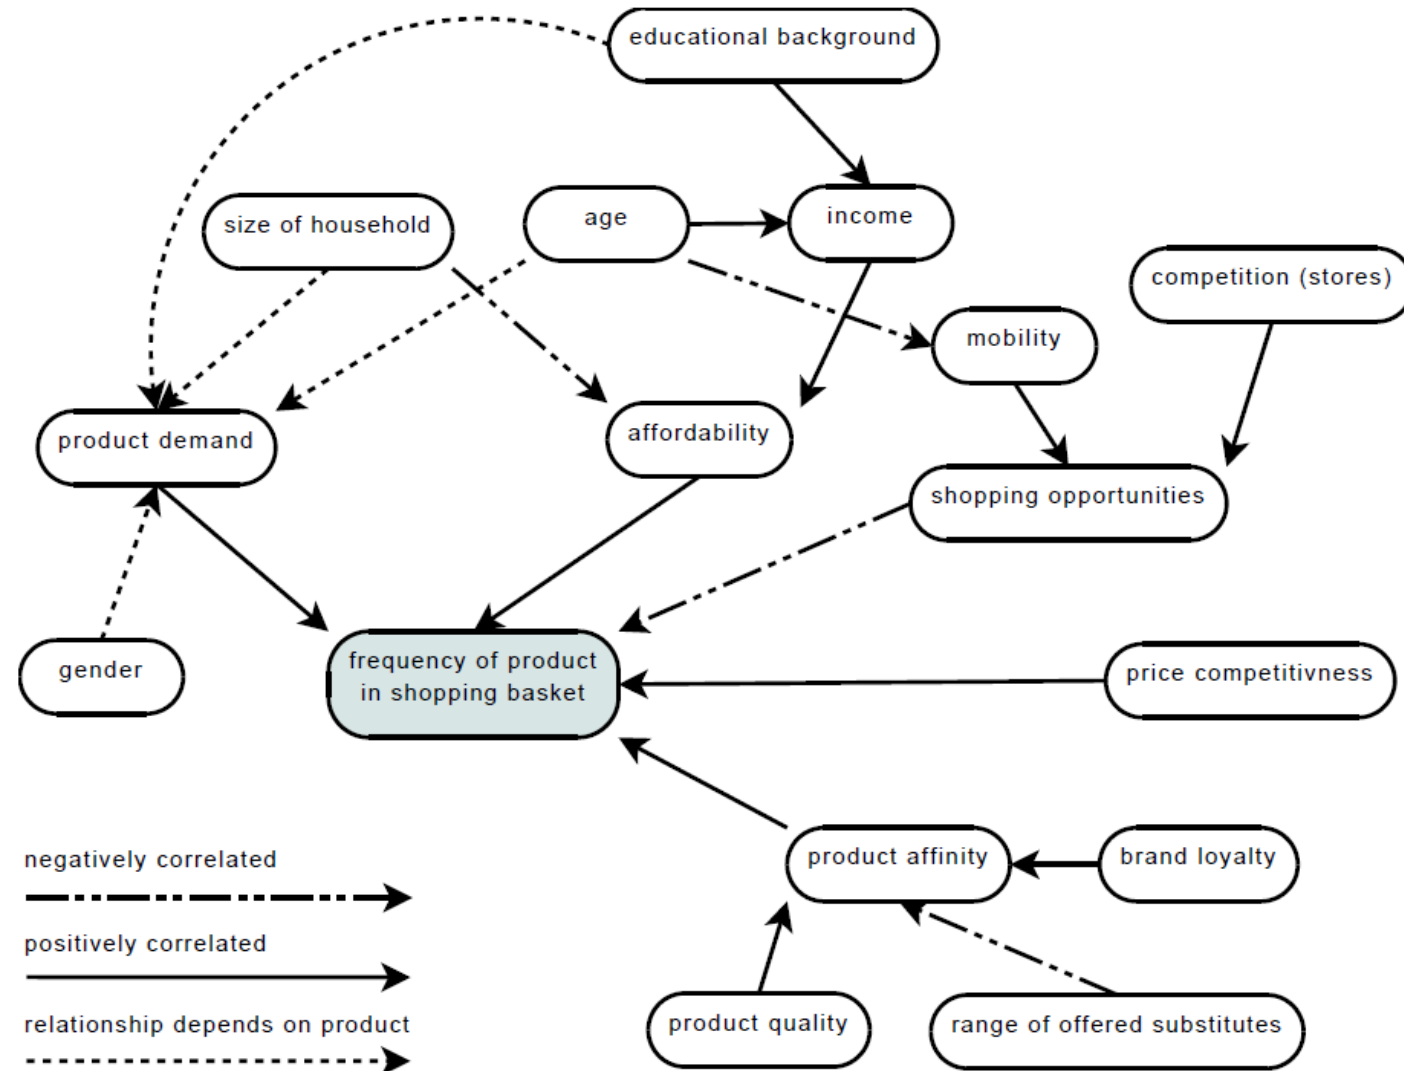 educational background
size of household
age
income
competition (stores)
mobility
product demand
affordability
shopping opportunities
gender
frequency of product
in shopping basket
price competitivness
product affinity
brand loyalty
negatively correlated
positively correlated
product quality
range of offered substitutes
relationship depends on product